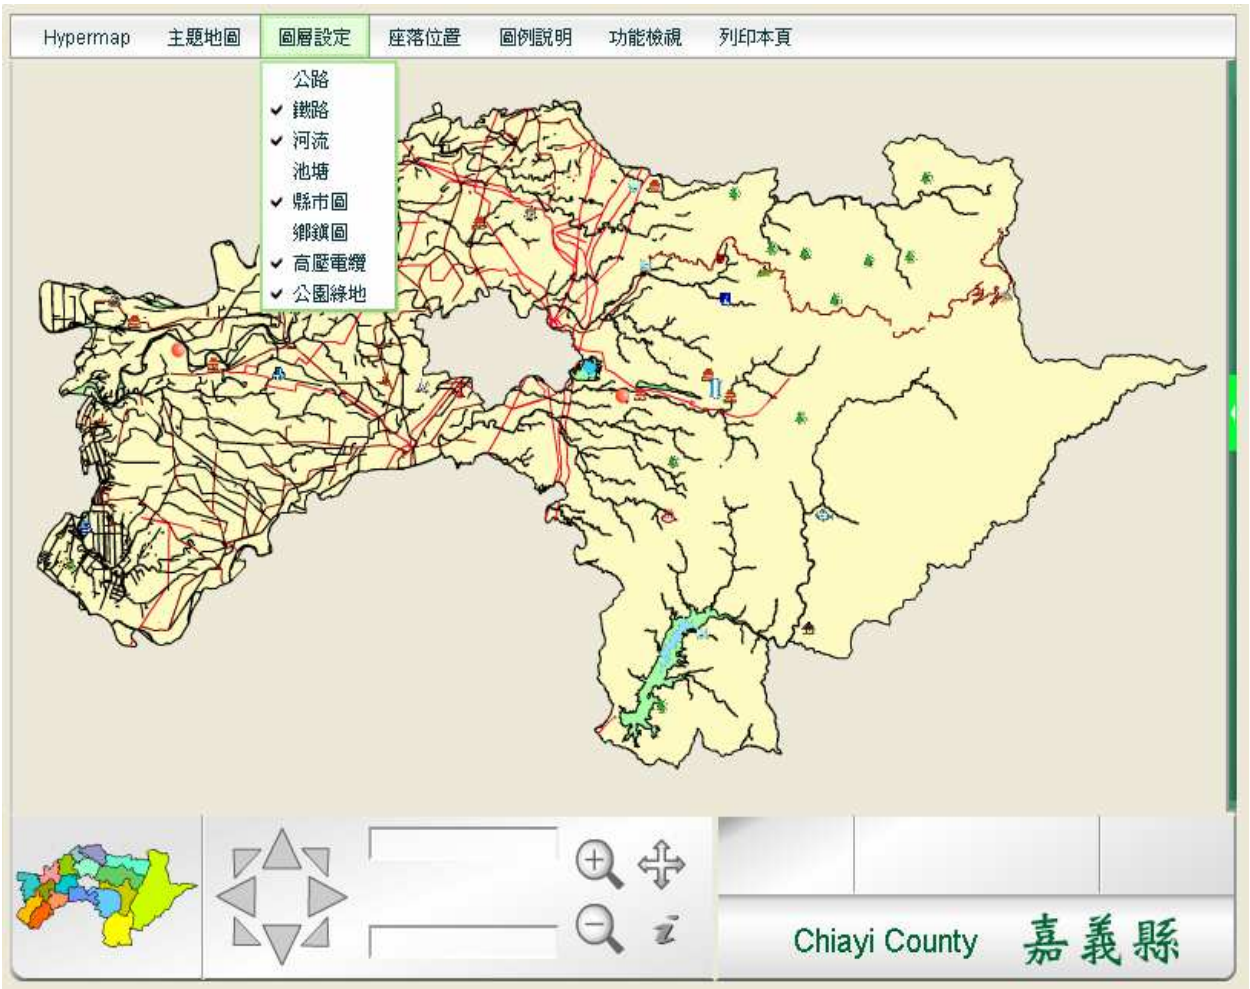 Hypermap 主題地圖 圖層設定 座落位置 圖例說明 功能檢視 列印本頁
公路
鐵路
河流
池塘
縣市圖
鄉鎮圖
高壓電纜
公園綠地
Chiayi County 嘉義縣